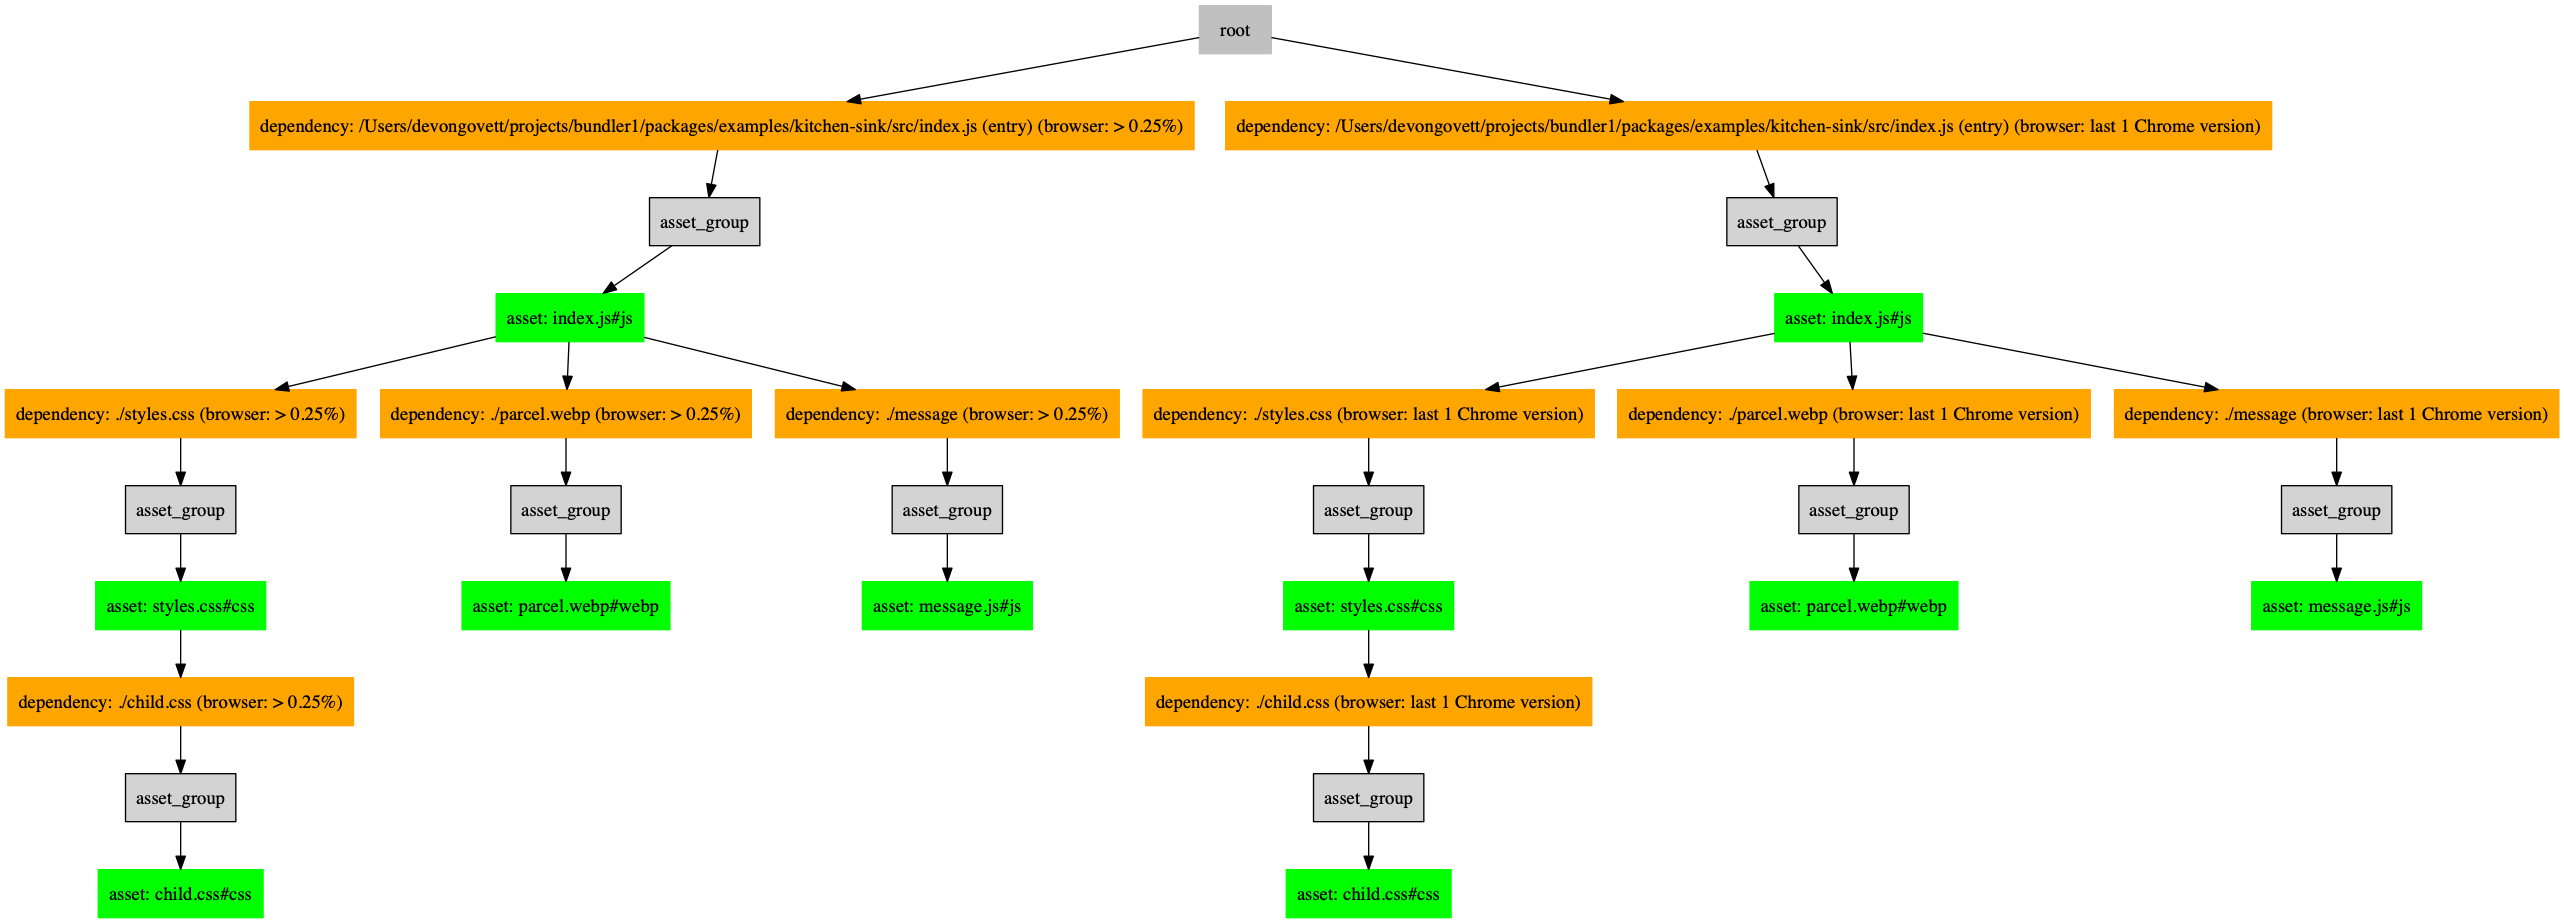 root
dependency: /Users/devongovett/projects/bundler1/packages/examples/kitchen-sink/src/index.js (entry) (browser: > 0.25%)
dependency: /Users/devongovett/projects/bundler1/packages/examples/kitchen-sink/src/index.js (entry) (browser: last 1 Chrome version)
asset_group
asset_group
asset: index.js#js
asset: index.js#js
dependency: ./styles.css (browser: > 0.25%)
dependency: ./parcel.webp (browser: > 0.25%)
dependency: ./message (browser: > 0.25%)
dependency: ./styles.css (browser: last 1 Chrome version)
dependency: ./parcel.webp (browser: last 1 Chrome version)
dependency: ./message (browser: last 1 Chrome version)
asset_group
asset_group
asset_group
asset_group
asset_group
asset_group
asset: styles.css#css
asset: parcel.webp#webp
asset: message.js#js
asset: styles.css#css
asset: parcel.webp#webp
asset: message.js#js
dependency: ./child.css (browser: > 0.25%)
dependency: ./child.css (browser: last 1 Chrome version)
asset_group
asset_group
asset: child.css#css
asset: child.css#css